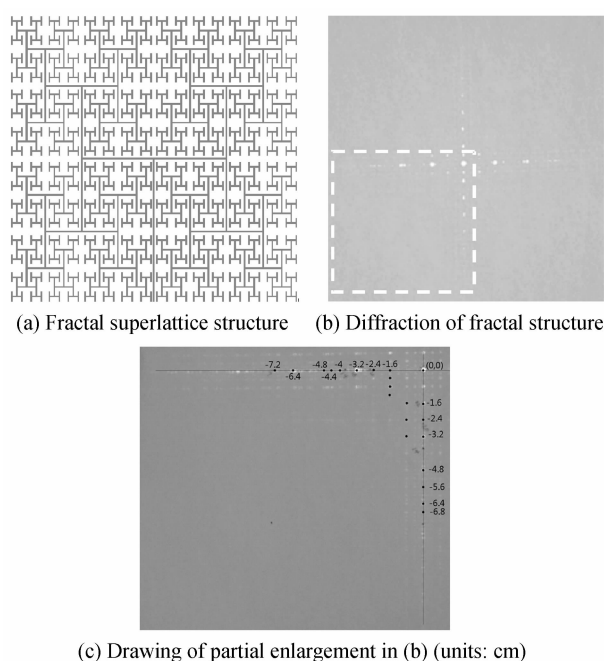 (a) Fractal superlattice structure
(b) Diffraction of fractal structure
-7.2 -4.8 -4 -3.2 -2.4 -1.6 (0,0)
-6.4 -4.4
-1.6
-2.4
-3.2
-4.8
-5.6
-6.4
-6.8
(c) Drawing of partial enlargement in (b) (units: cm)